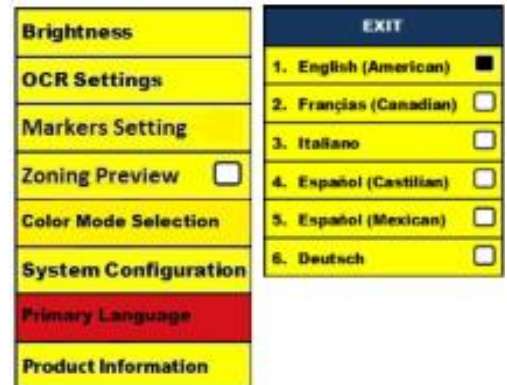 Brightness
OCR Settings
Markers Setting
Zoning Preview
Color Mode Selection
System Configuration
Primary Language
Product Information
EXIT
1. English (American)
2. Françias (Canadian)
3. Italiano
4. Español (Castilian)
5. Español (Mexican)
6. Deutsch